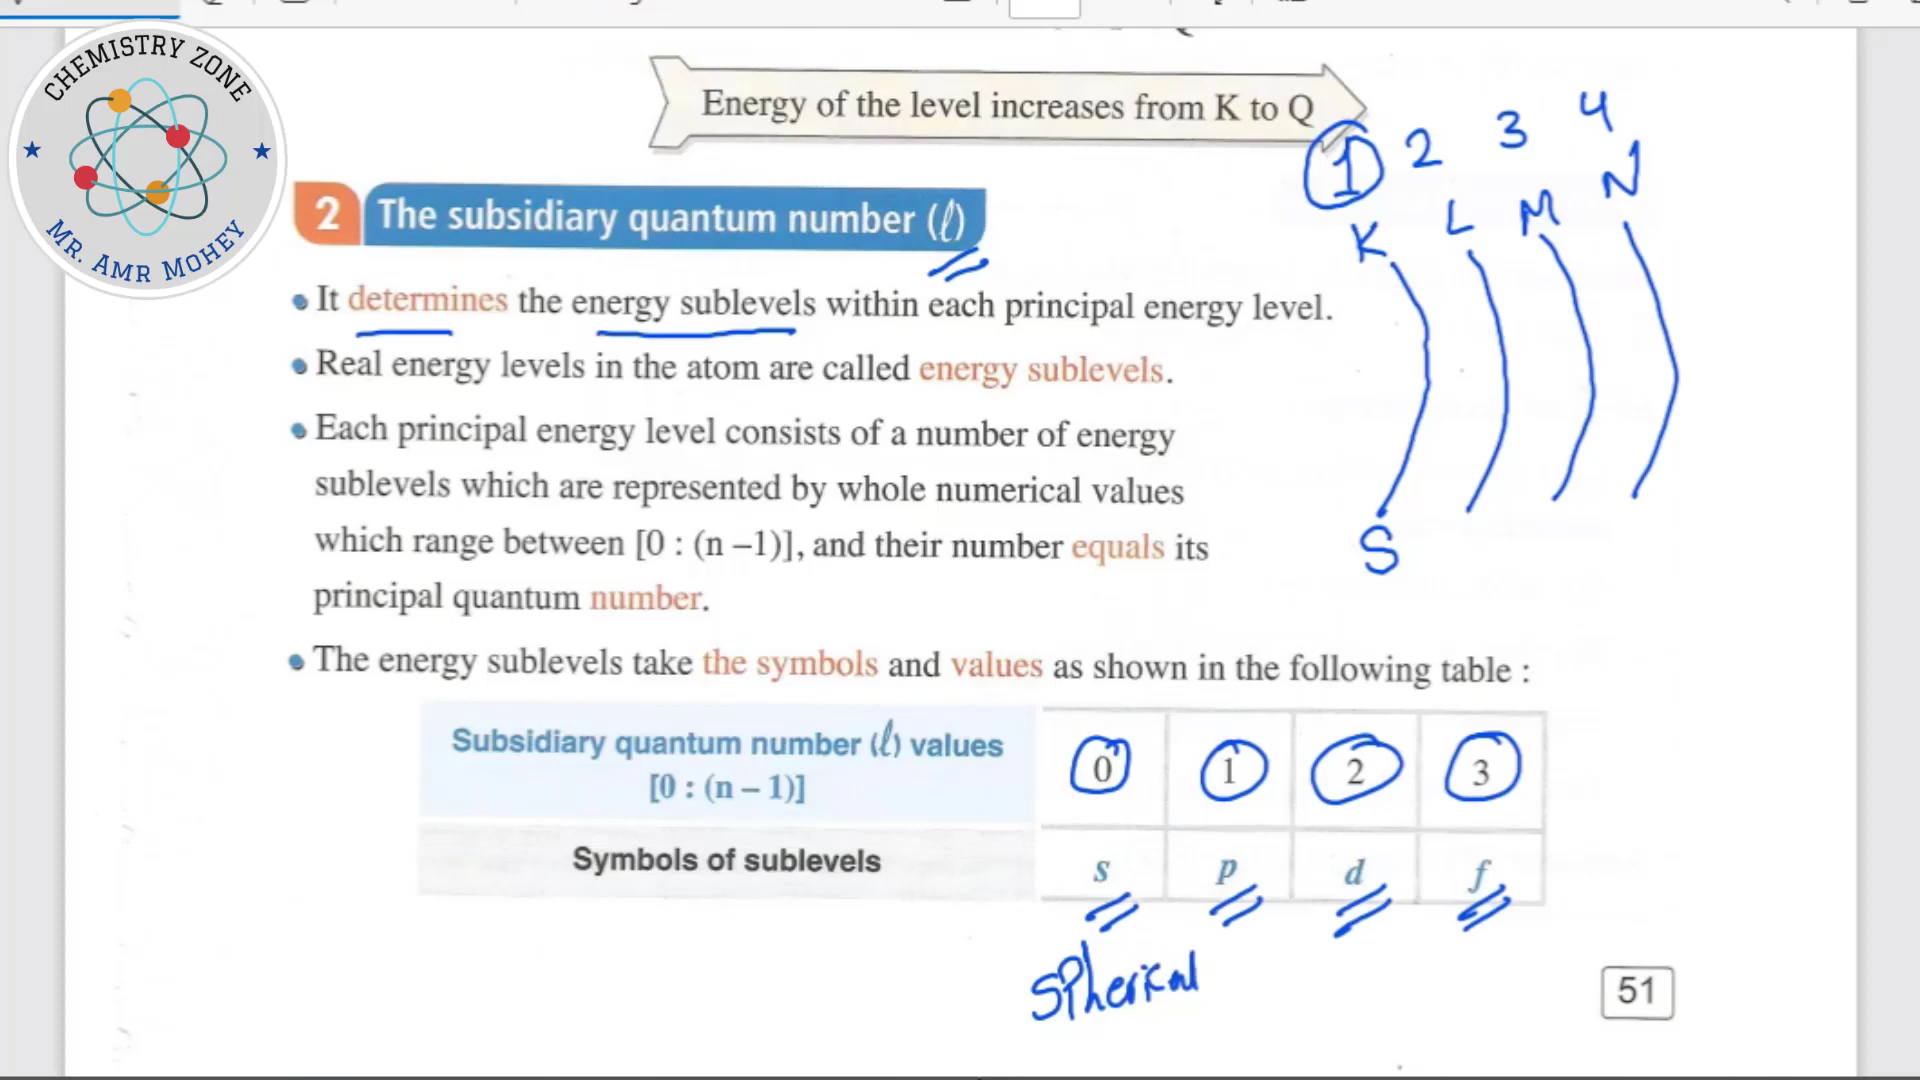 CHEMISTRY ZONE
MR. AMR MOHEY
Energy of the level increases from K to Q
1 2 3 4
K L M N
2 The subsidiary quantum number (ℓ)
• It determines the energy sublevels within each principal energy level.
• Real energy levels in the atom are called energy sublevels.
• Each principal energy level consists of a number of energy
sublevels which are represented by whole numerical values
which range between [0 : (n –1)], and their number equals its
principal quantum number.
S
• The energy sublevels take the symbols and values as shown in the following table :
Subsidiary quantum number (ℓ) values
[0 : (n – 1)]
0 1 2 3
Symbols of sublevels s p d f
Spherical
51